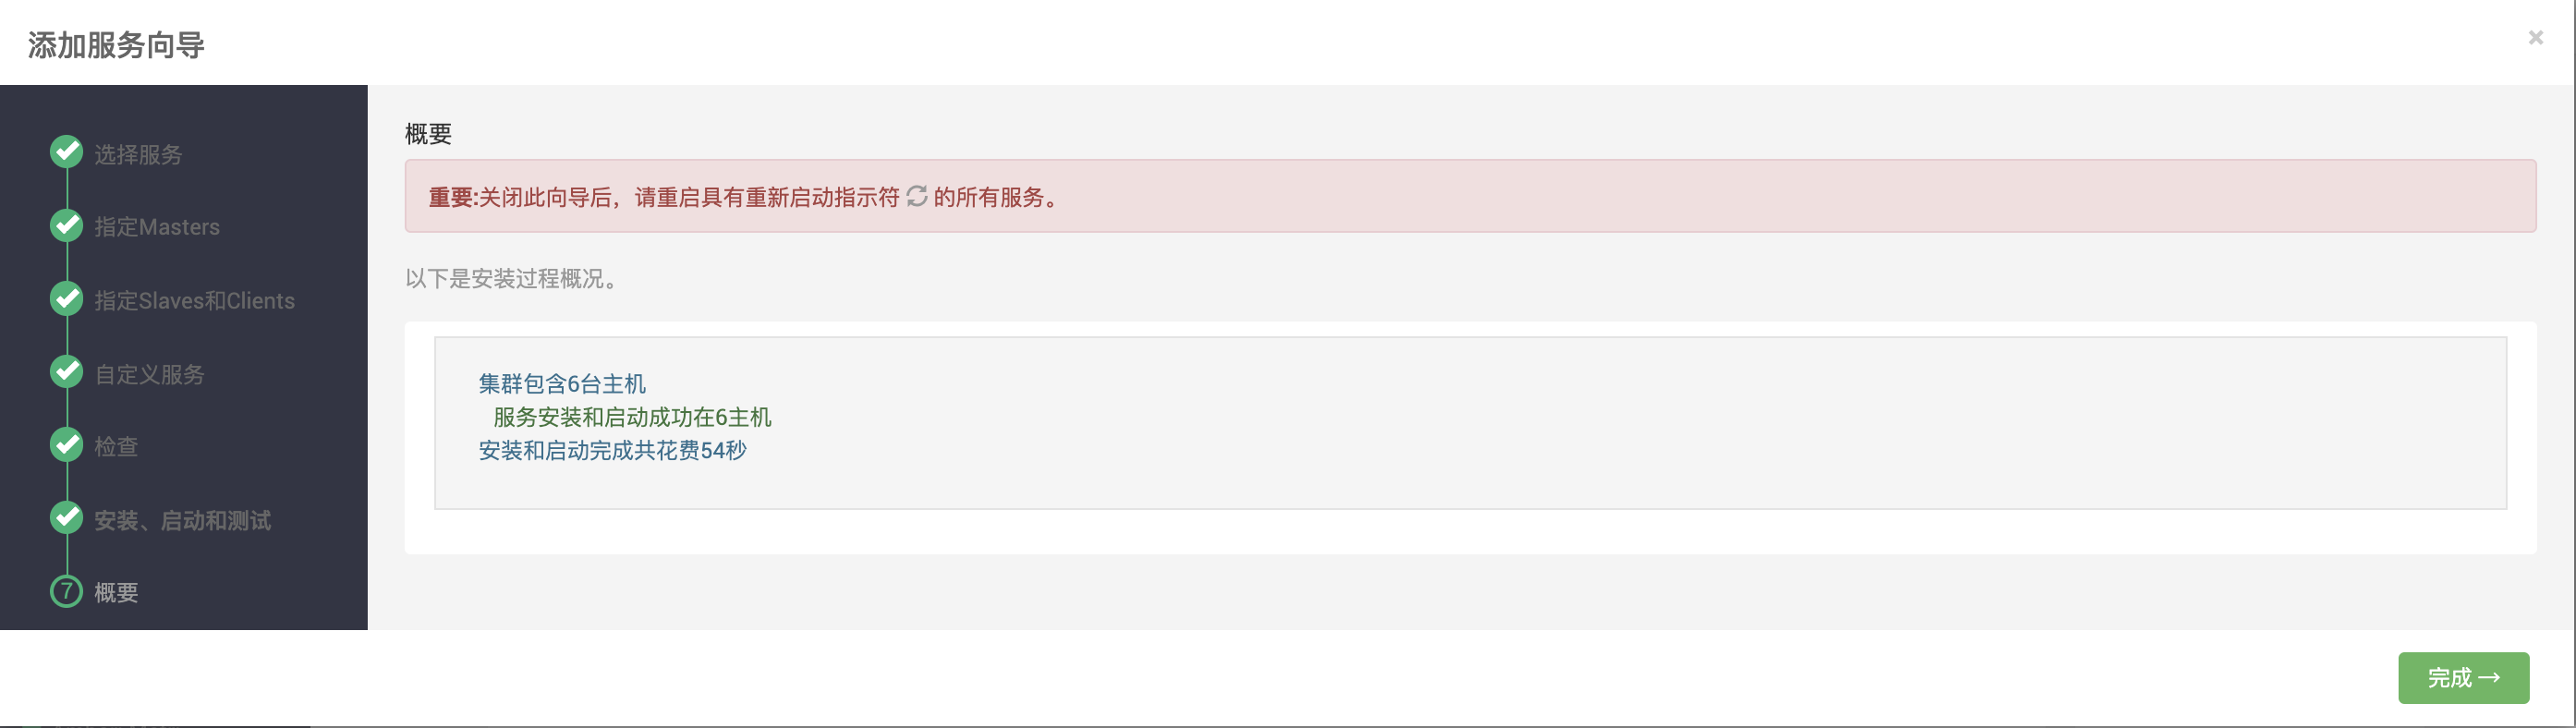 添加服务向导
×
选择服务
指定Masters
指定Slaves和Clients
自定义服务
检查
安装、启动和测试
7 概要
概要
重要:关闭此向导后，请重启具有重新启动指示符 的所有服务。
以下是安装过程概况。
集群包含6台主机
服务安装和启动成功在6主机
安装和启动完成共花费54秒
完成 →